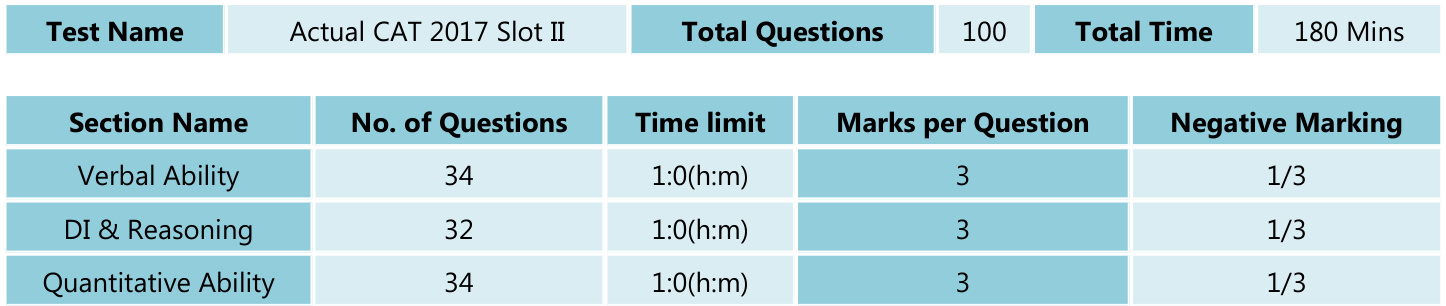 Test Name Actual CAT 2017 Slot II Total Questions 100 Total Time 180 Mins
Section Name No. of Questions Time limit Marks per Question Negative Marking
Verbal Ability 34 1:0(h:m) 3 1/3
DI & Reasoning 32 1:0(h:m) 3 1/3
Quantitative Ability 34 1:0(h:m) 3 1/3